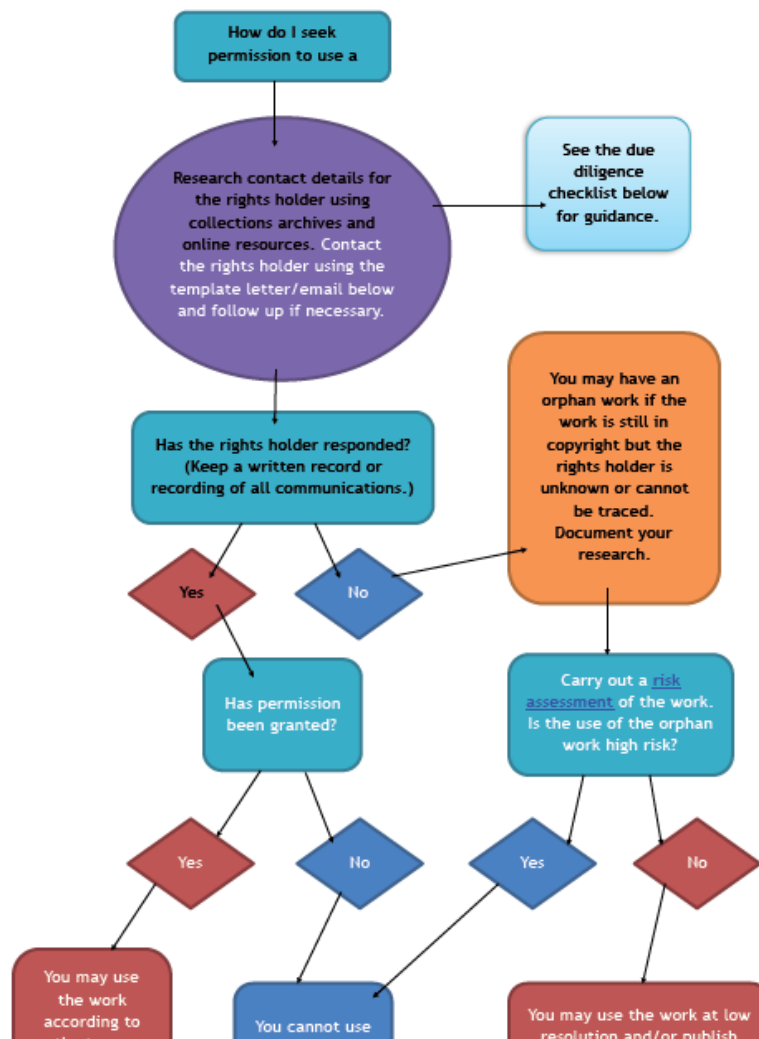 How do I seek
permission to use a
Research contact details for
the rights holder using
collections archives and
online resources. Contact
the rights holder using the
template letter/email below
and follow up if necessary.
See the due
diligence
checklist below
for guidance.
Has the rights holder responded?
(Keep a written record or
recording of all communications.)
You may have an
orphan work if the
work is still in
copyright but the
rights holder is
unknown or cannot
be traced.
Document your
research.
Yes
No
Has permission
been granted?
Carry out a risk
assessment of the work.
Is the use of the orphan
work high risk?
Yes
No
Yes
No
You may use
the work
according to
You cannot use
You may use the work at low
resolution and/or publish